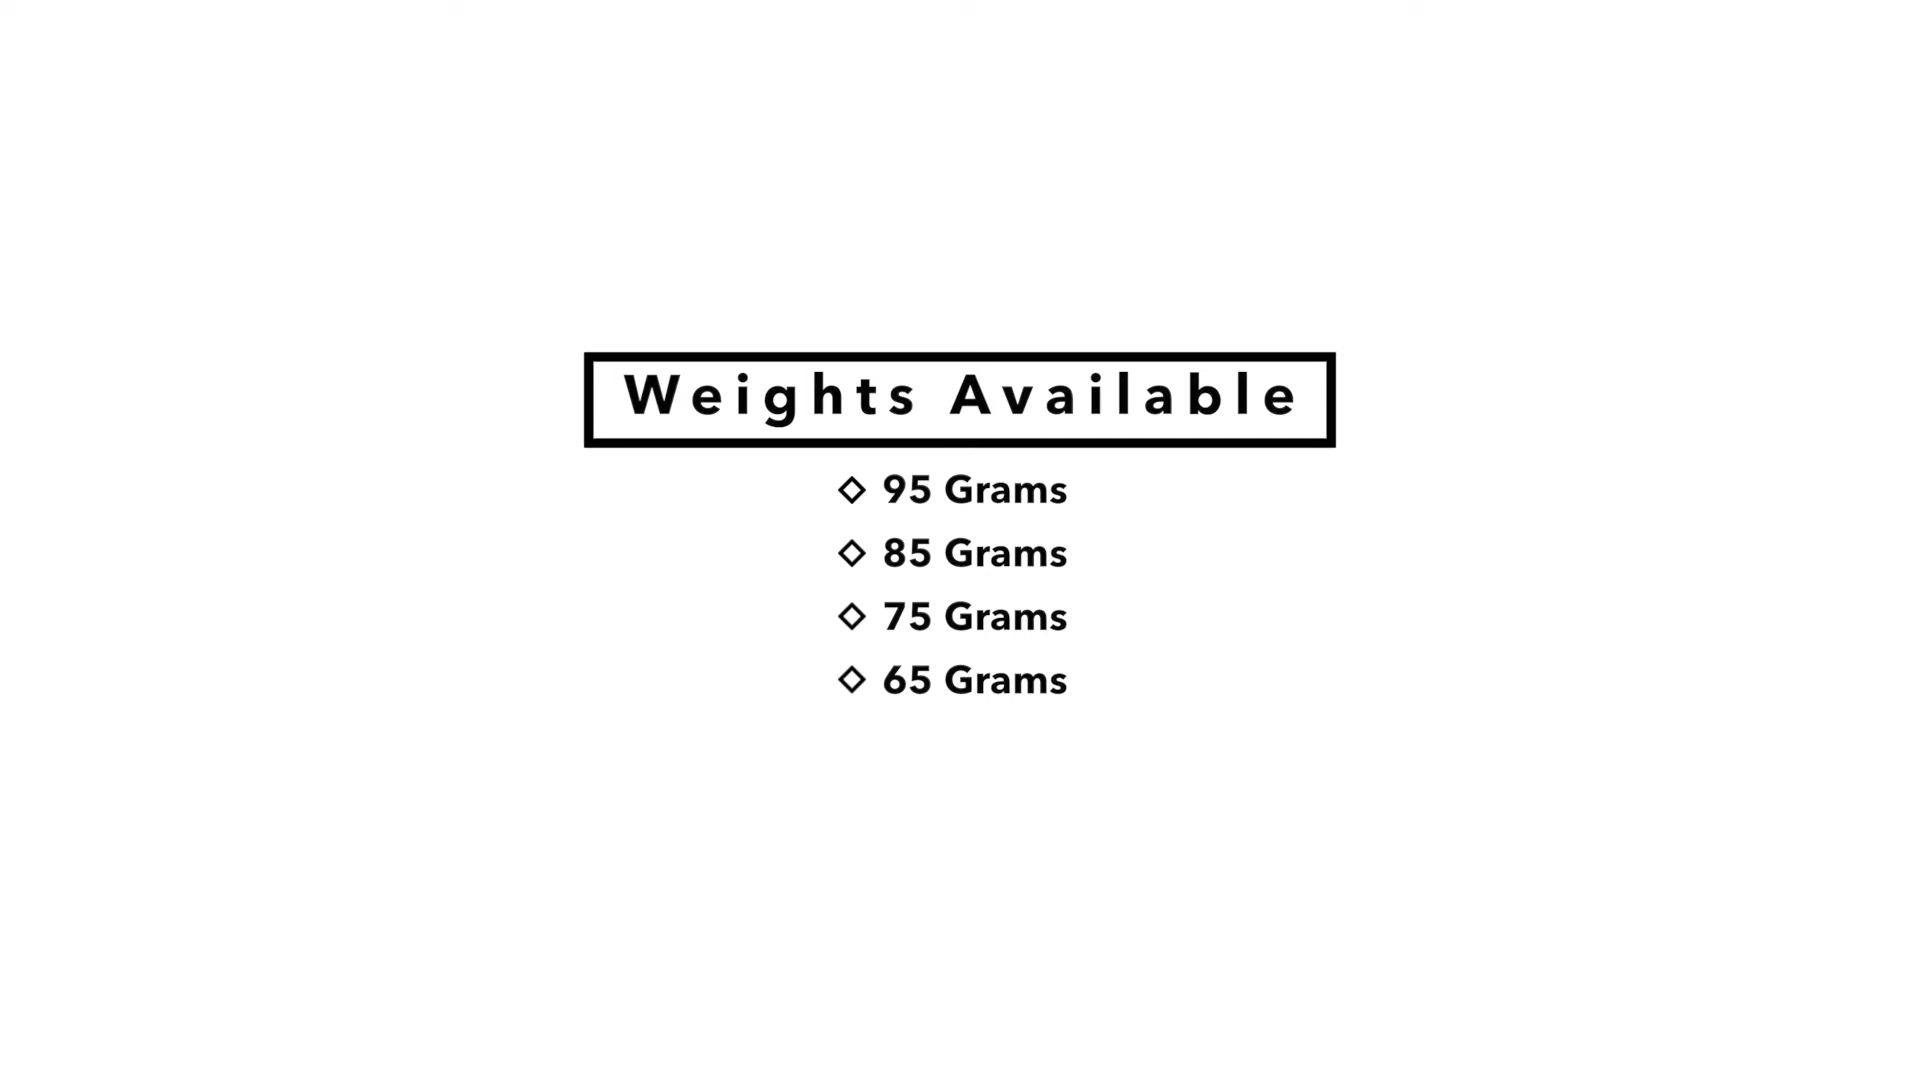 Weights Available
◇ 95 Grams
◇ 85 Grams
◇ 75 Grams
◇ 65 Grams